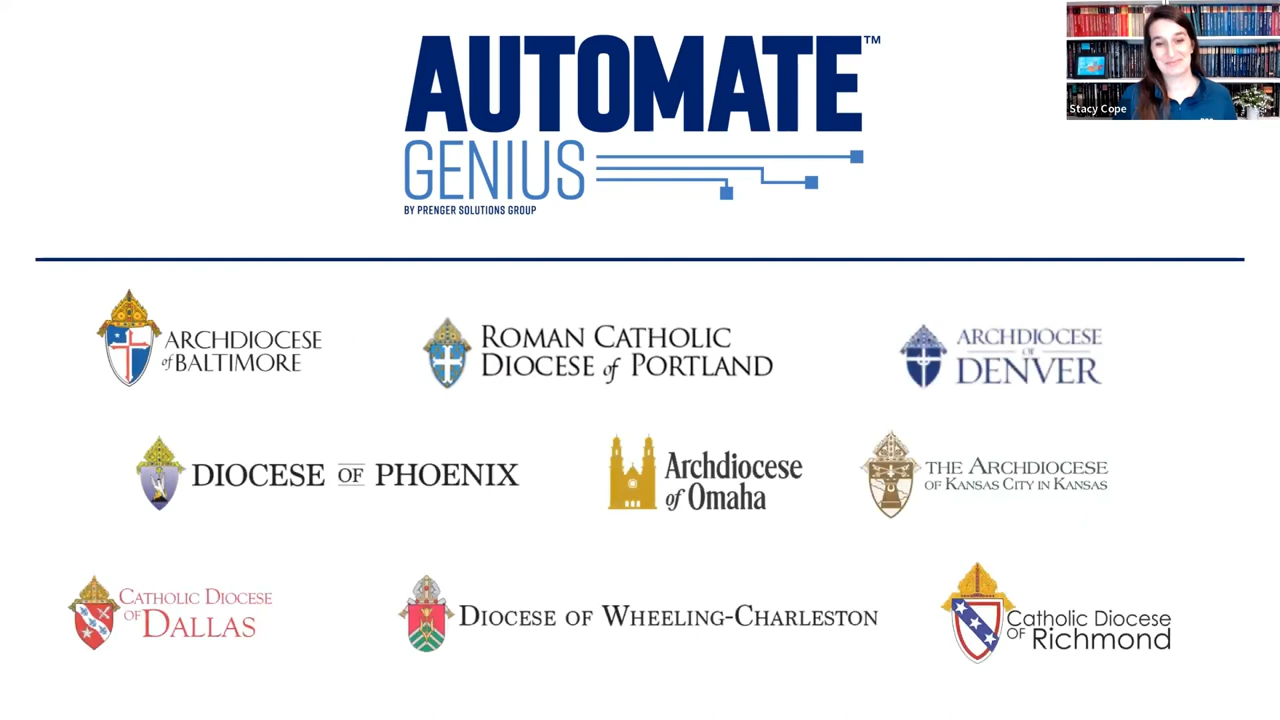 AUTOMATE™
GENIUS
BY PRENGER SOLUTIONS GROUP
Stacy Cope
ARCHDIOCESE
of BALTIMORE
ROMAN CATHOLIC
DIOCESE of PORTLAND
ARCHDIOCESE
OF
DENVER
DIOCESE OF PHOENIX
Archdiocese
of Omaha
THE ARCHDIOCESE
OF KANSAS CITY IN KANSAS
CATHOLIC DIOCESE
OF DALLAS
DIOCESE OF WHEELING-CHARLESTON
Catholic Diocese
OF Richmond